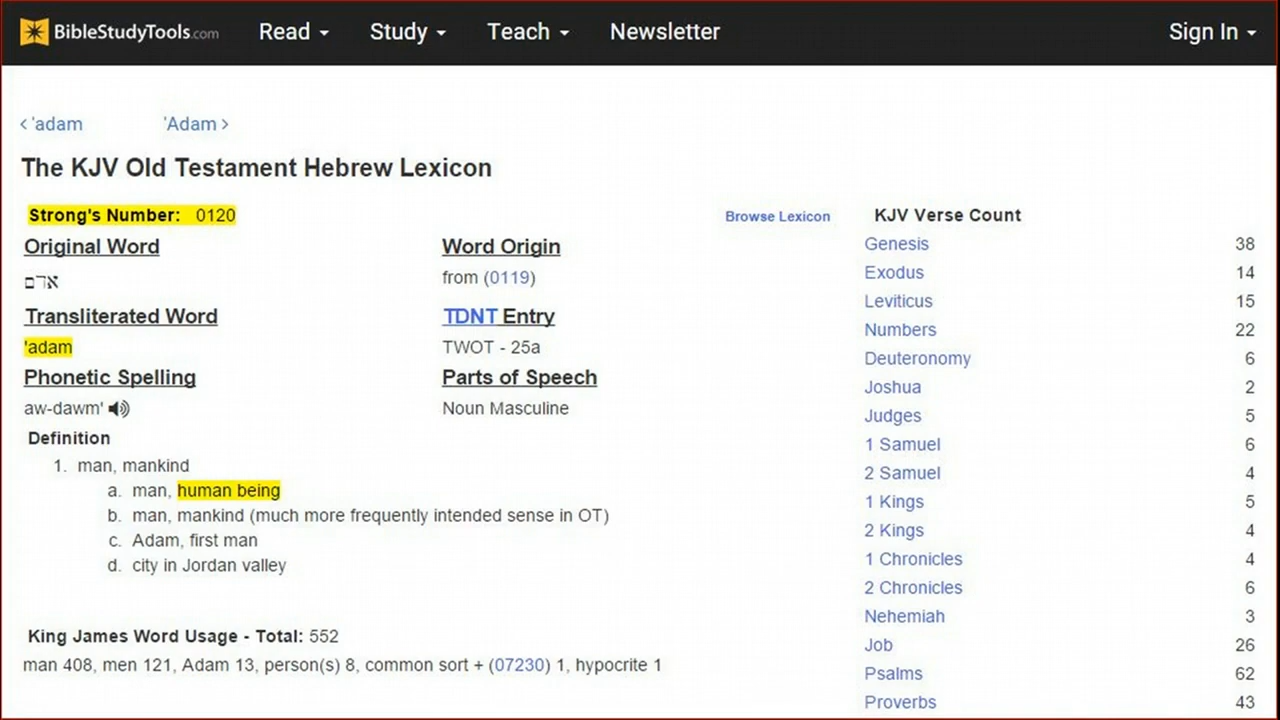 BibleStudyTools.com Read Study Teach Newsletter Sign In
< 'adam 'Adam >
The KJV Old Testament Hebrew Lexicon
Strong's Number: 0120
Browse Lexicon
Original Word
אדם
Word Origin
from (0119)
Transliterated Word
'adam
TDNT Entry
TWOT - 25a
Phonetic Spelling
aw-dawm'
Parts of Speech
Noun Masculine
Definition
1. man, mankind
a. man, human being
b. man, mankind (much more frequently intended sense in OT)
c. Adam, first man
d. city in Jordan valley
King James Word Usage - Total: 552
man 408, men 121, Adam 13, person(s) 8, common sort + (07230) 1, hypocrite 1
KJV Verse Count
Genesis 38
Exodus 14
Leviticus 15
Numbers 22
Deuteronomy 6
Joshua 2
Judges 5
1 Samuel 6
2 Samuel 4
1 Kings 5
2 Kings 4
1 Chronicles 4
2 Chronicles 6
Nehemiah 3
Job 26
Psalms 62
Proverbs 43